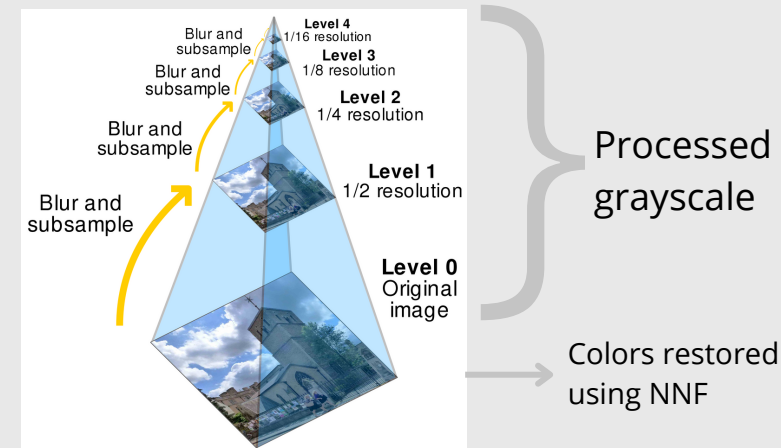 Level 4
1/16 resolution
Blur and
subsample
Level 3
1/8 resolution
Blur and
subsample
Level 2
1/4 resolution
Blur and
subsample
Level 1
1/2 resolution
Blur and
subsample
Level 0
Original
image
Processed
grayscale
Colors restored
using NNF